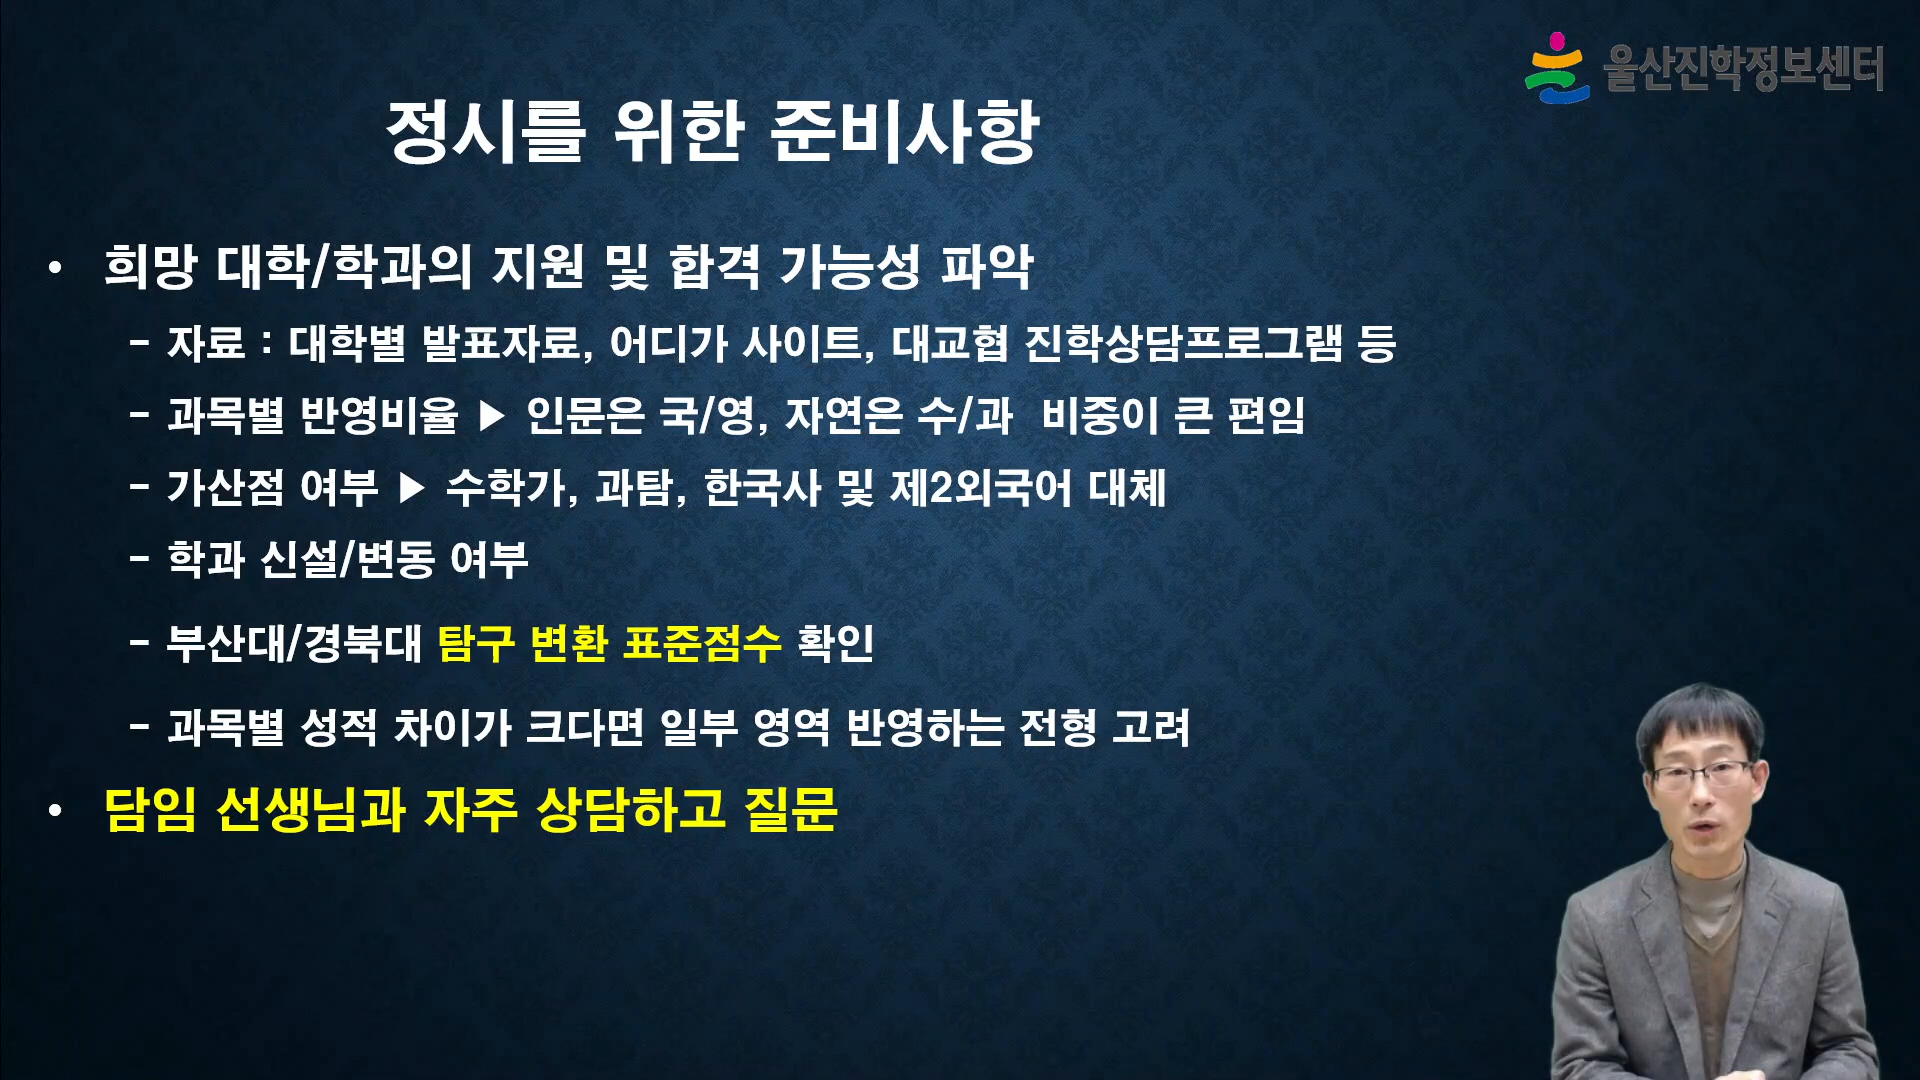 울산진학정보센터
정시를 위한 준비사항
• 희망 대학/학과의 지원 및 합격 가능성 파악
- 자료 : 대학별 발표자료, 어디가 사이트, 대교협 진학상담프로그램 등
- 과목별 반영비율 ▶ 인문은 국/영, 자연은 수/과 비중이 큰 편임
- 가산점 여부 ▶ 수학가, 과탐, 한국사 및 제2외국어 대체
- 학과 신설/변동 여부
- 부산대/경북대 탐구 변환 표준점수 확인
- 과목별 성적 차이가 크다면 일부 영역 반영하는 전형 고려
• 담임 선생님과 자주 상담하고 질문